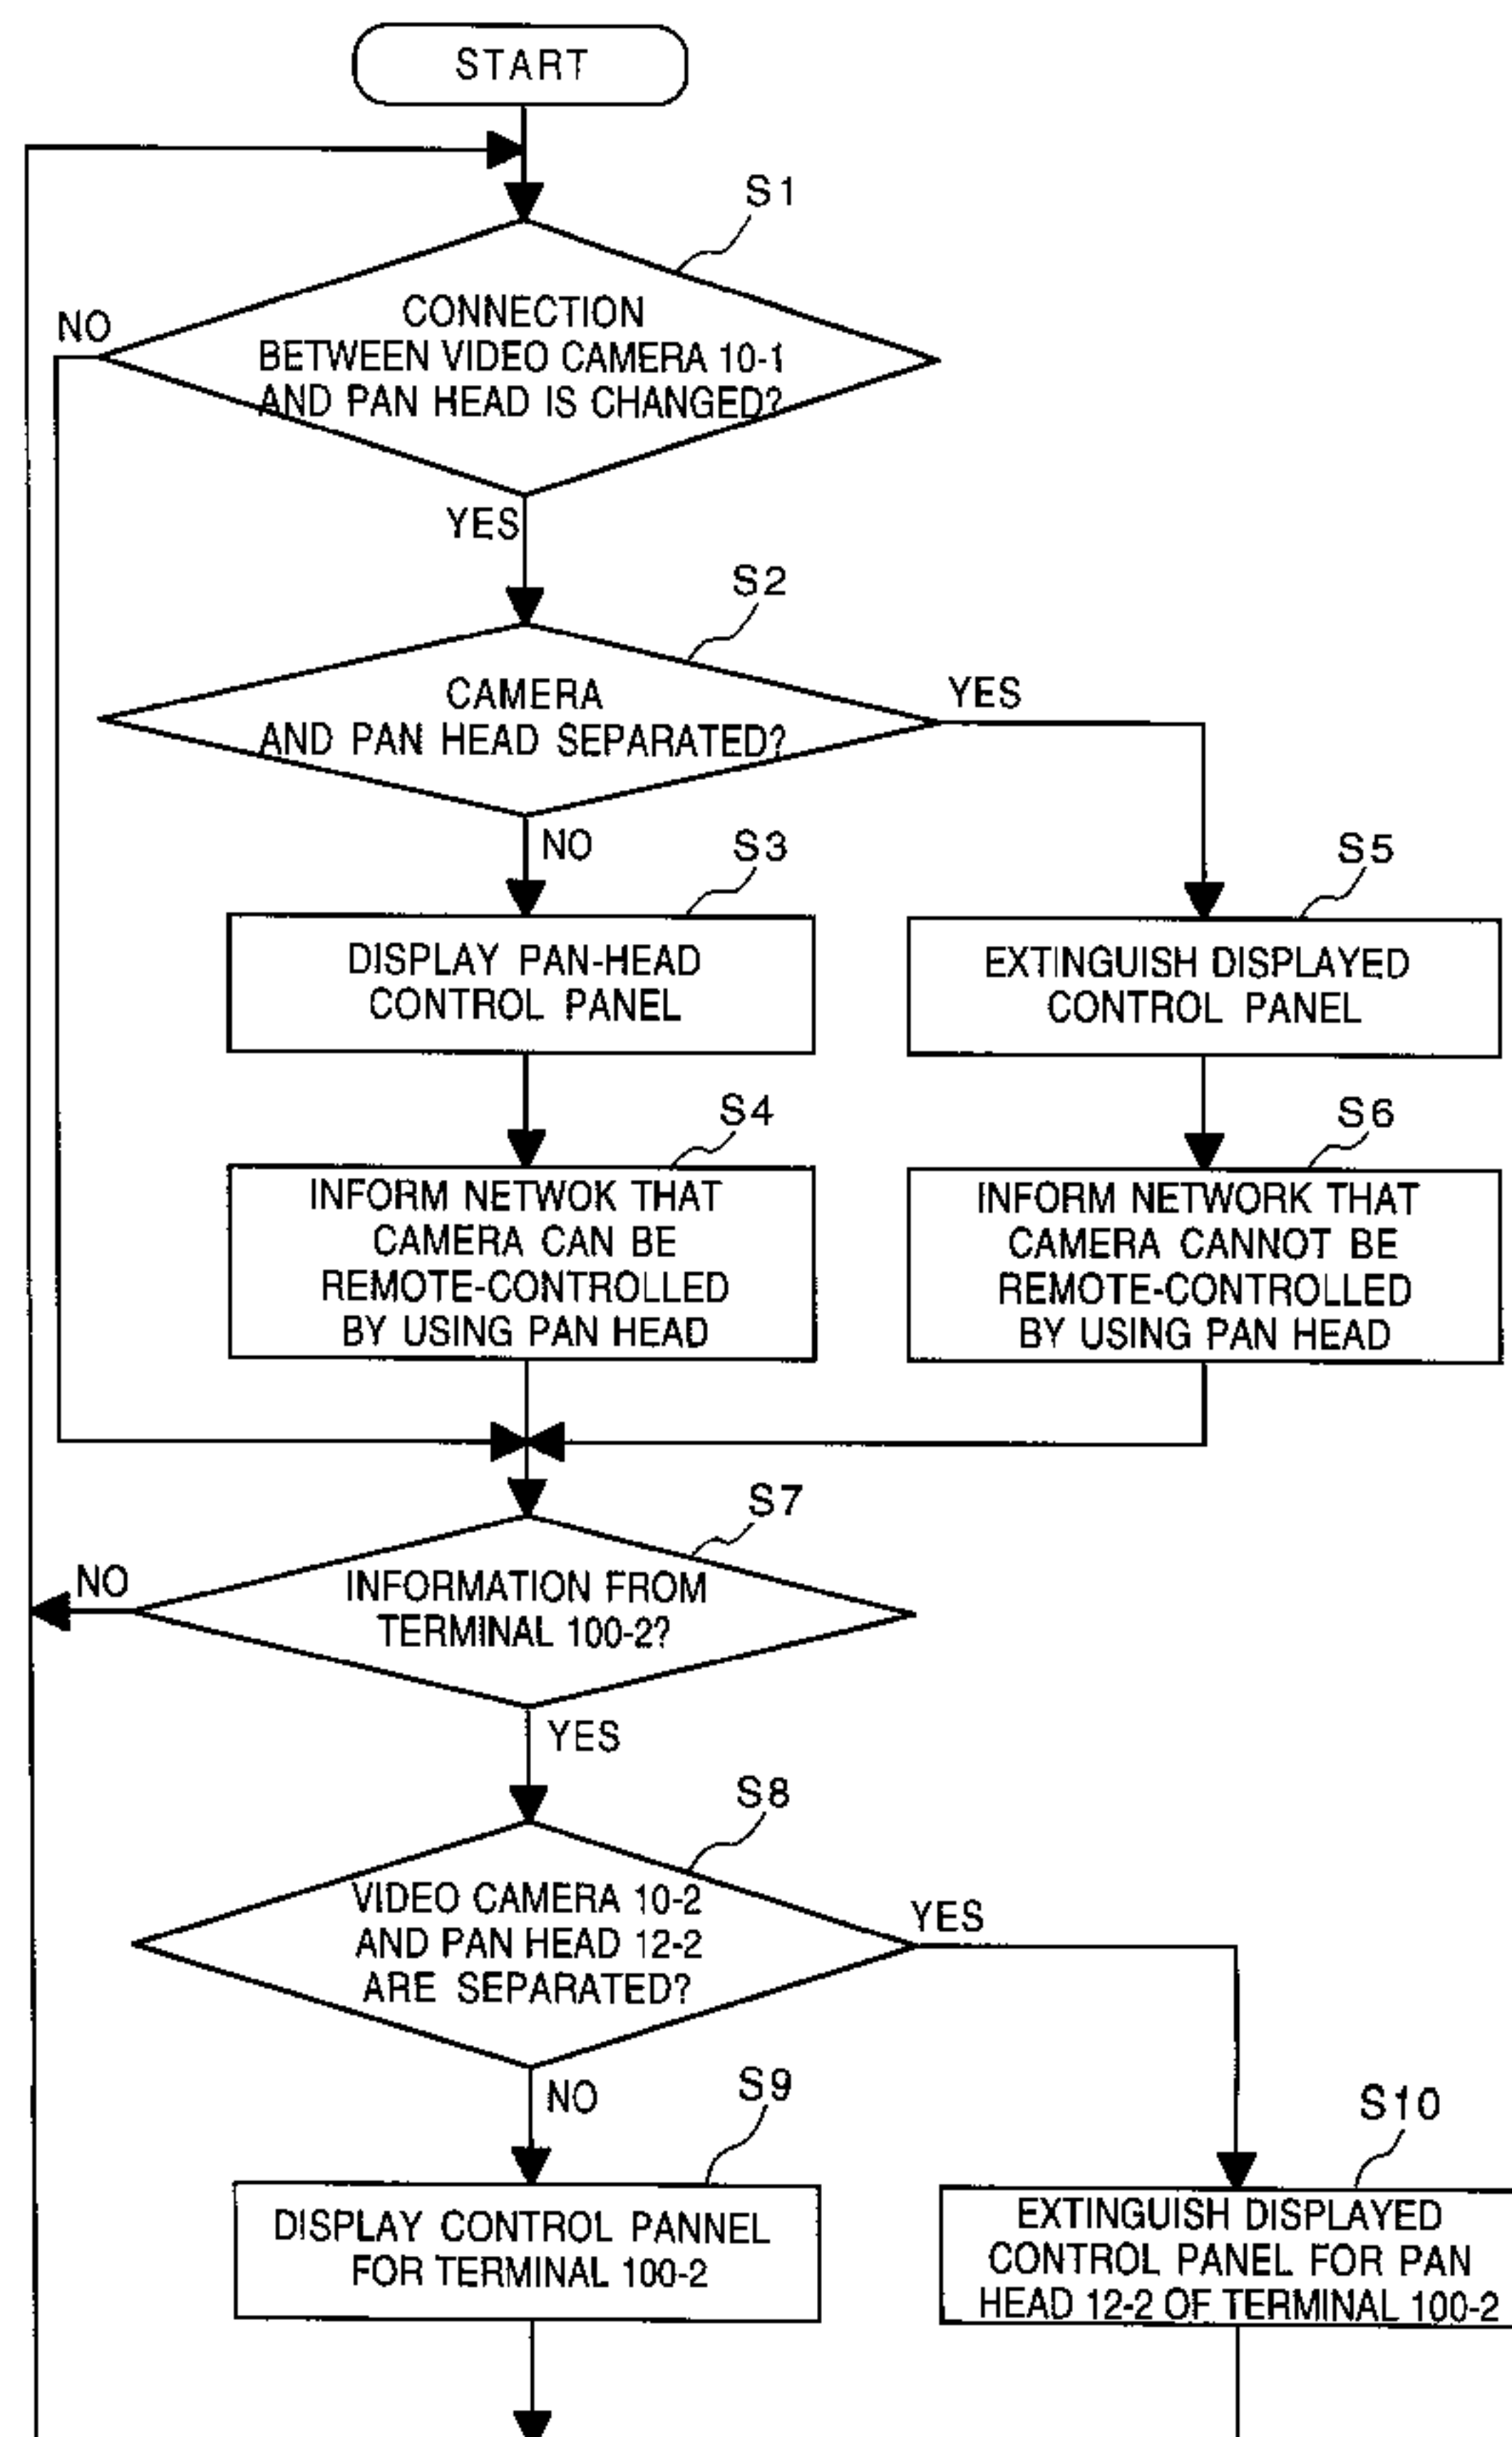 START
S1
CONNECTION
BETWEEN VIDEO CAMERA 10-1
AND PAN HEAD IS CHANGED?
NO
YES
S2
CAMERA
AND PAN HEAD SEPARATED?
YES
NO
S3
DISPLAY PAN-HEAD
CONTROL PANEL
S5
EXTINGUISH DISPLAYED
CONTROL PANEL
S4
INFORM NETWOK THAT
CAMERA CAN BE
REMOTE-CONTROLLED
BY USING PAN HEAD
S6
INFORM NETWORK THAT
CAMERA CANNOT BE
REMOTE-CONTROLLED
BY USING PAN HEAD
S7
INFORMATION FROM
TERMINAL 100-2?
NO
YES
S8
VIDEO CAMERA 10-2
AND PAN HEAD 12-2
ARE SEPARATED?
YES
NO
S9
DISPLAY CONTROL PANNEL
FOR TERMINAL 100-2
S10
EXTINGUISH DISPLAYED
CONTROL PANEL FOR PAN
HEAD 12-2 OF TERMINAL 100-2